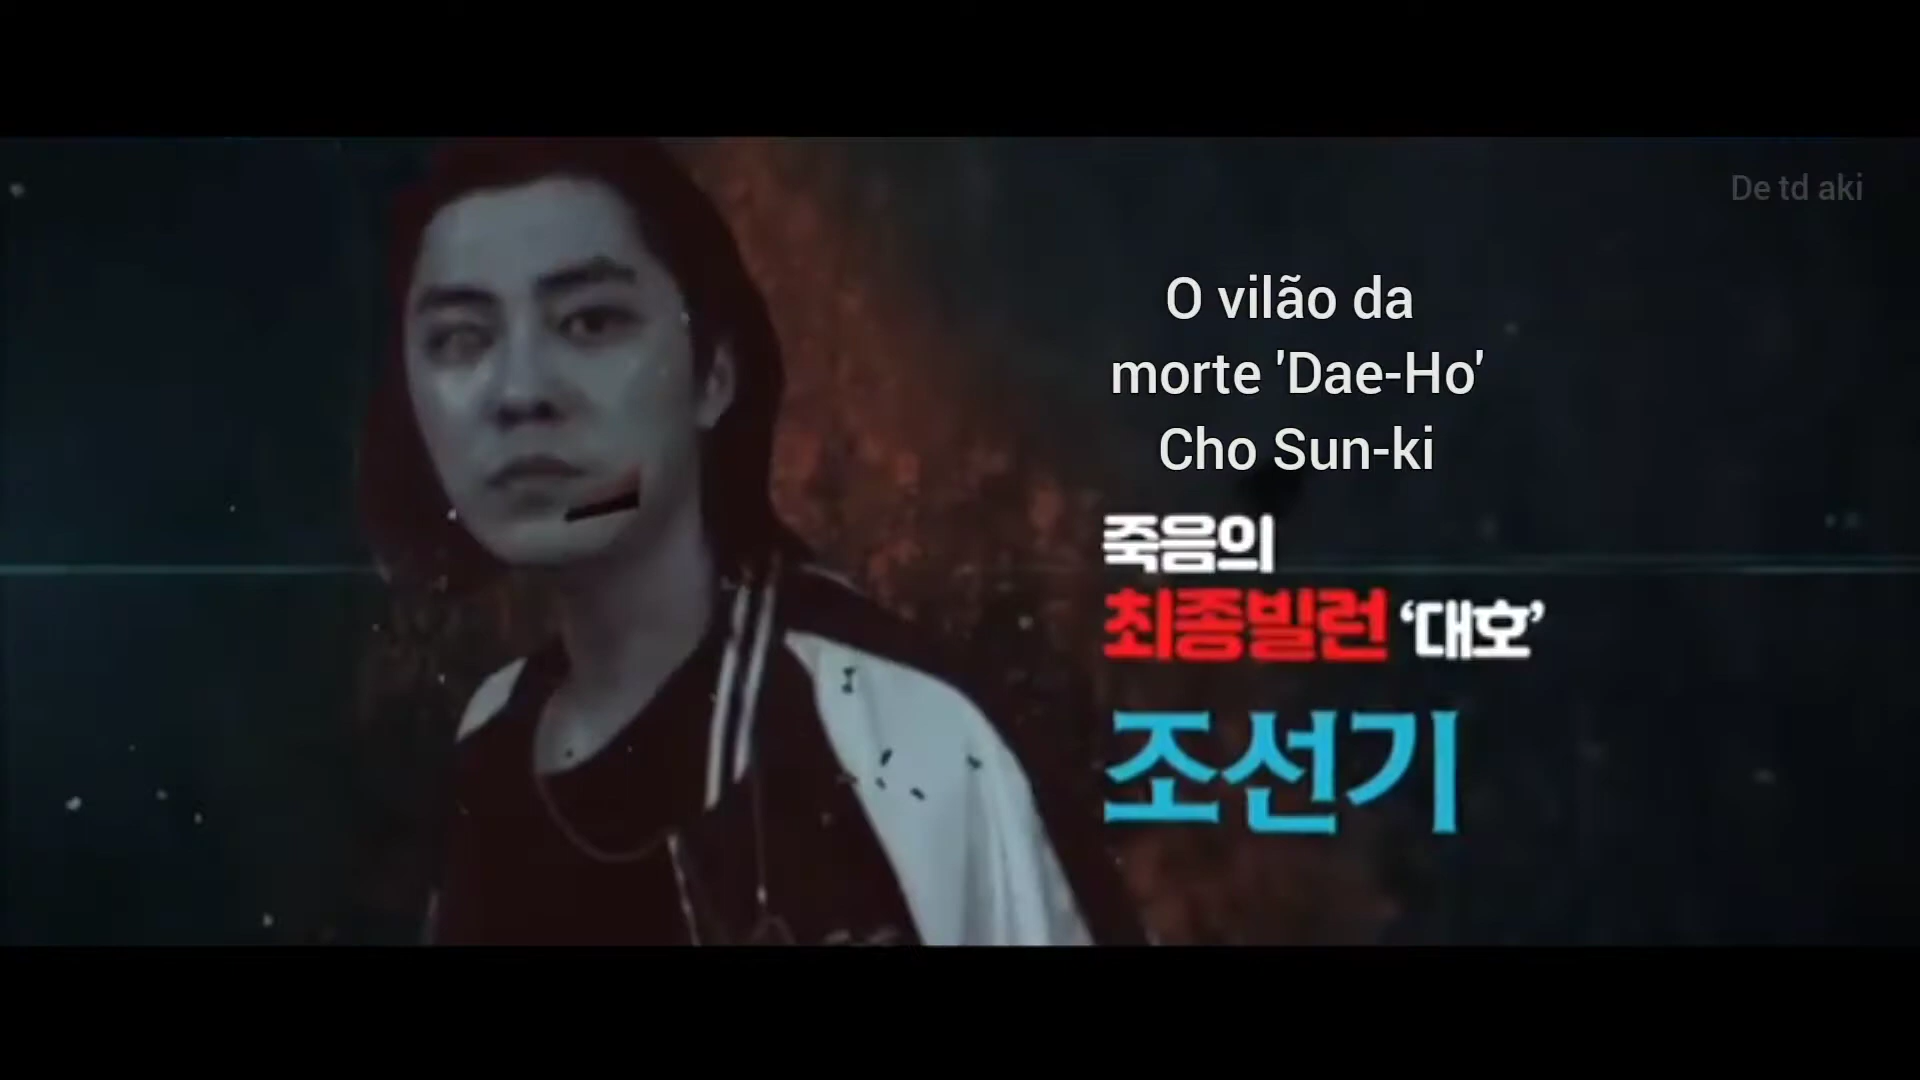 De td aki
O vilão da
morte 'Dae-Ho'
Cho Sun-ki
죽음의
최종빌런 ‘대호’
조선기